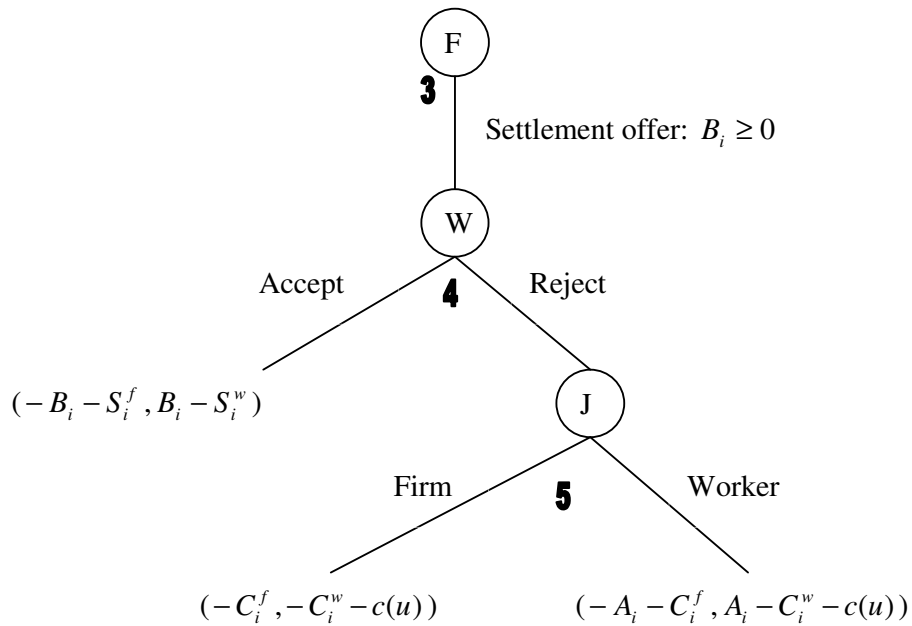 F
3
Settlement offer: $B_i \geq 0$
W
Accept
4
Reject
$(-B_i - S_i^f, B_i - S_i^w)$
J
Firm
5
Worker
$(-C_i^f, -C_i^w - c(u))$
$(-A_i - C_i^f, A_i - C_i^w - c(u))$